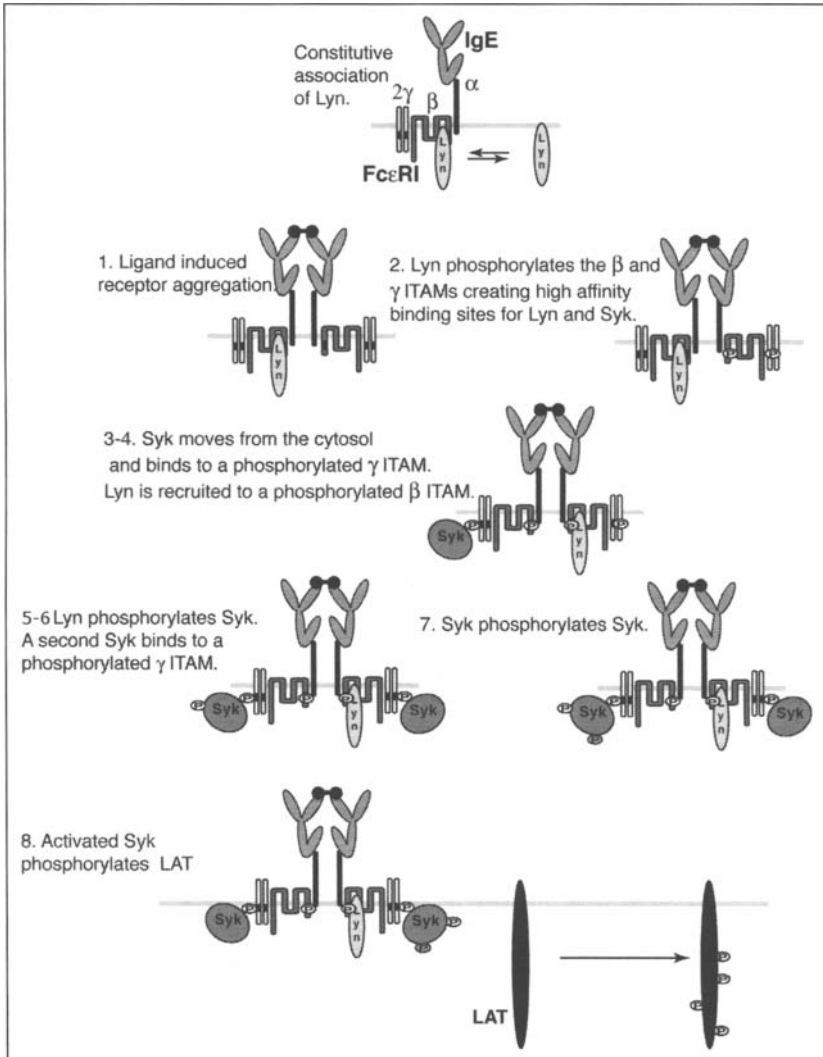 Constitutive
association
of Lyn.
IgE
α
2γ
β
Lyn
Lyn
FcεRI
1. Ligand induced
receptor aggregation.
Lyn
2. Lyn phosphorylates the β and
γ ITAMs creating high affinity
binding sites for Lyn and Syk.
Lyn
P
P
3-4. Syk moves from the cytosol
and binds to a phosphorylated γ ITAM.
Lyn is recruited to a phosphorylated β ITAM.
P
P
P
P
Syk
Lyn
5-6 Lyn phosphorylates Syk.
A second Syk binds to a
phosphorylated γ ITAM.
P
P
P
P
P
Syk
Lyn
Syk
7. Syk phosphorylates Syk.
P
P
P
P
P
Syk
Lyn
Syk
P
8. Activated Syk
phosphorylates LAT
P
P
P
P
Syk
Lyn
Syk
P
P
LAT
P
P
P
P